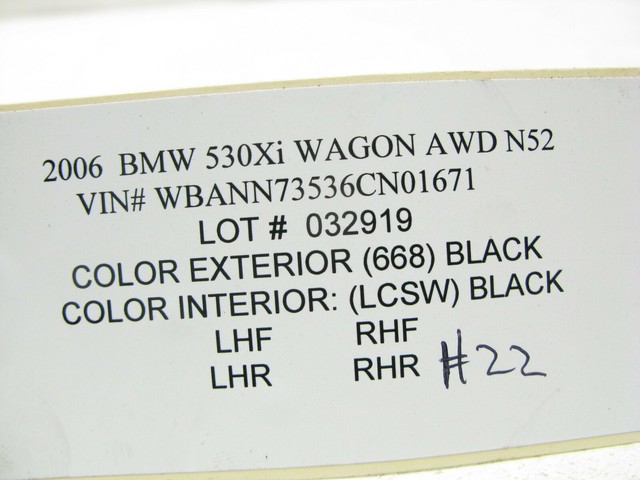 2006 BMW 530Xi WAGON AWD N52
VIN# WBANN73536CN01671
LOT # 032919
COLOR EXTERIOR (668) BLACK
COLOR INTERIOR: (LCSW) BLACK
LHF RHF
LHR RHR #22